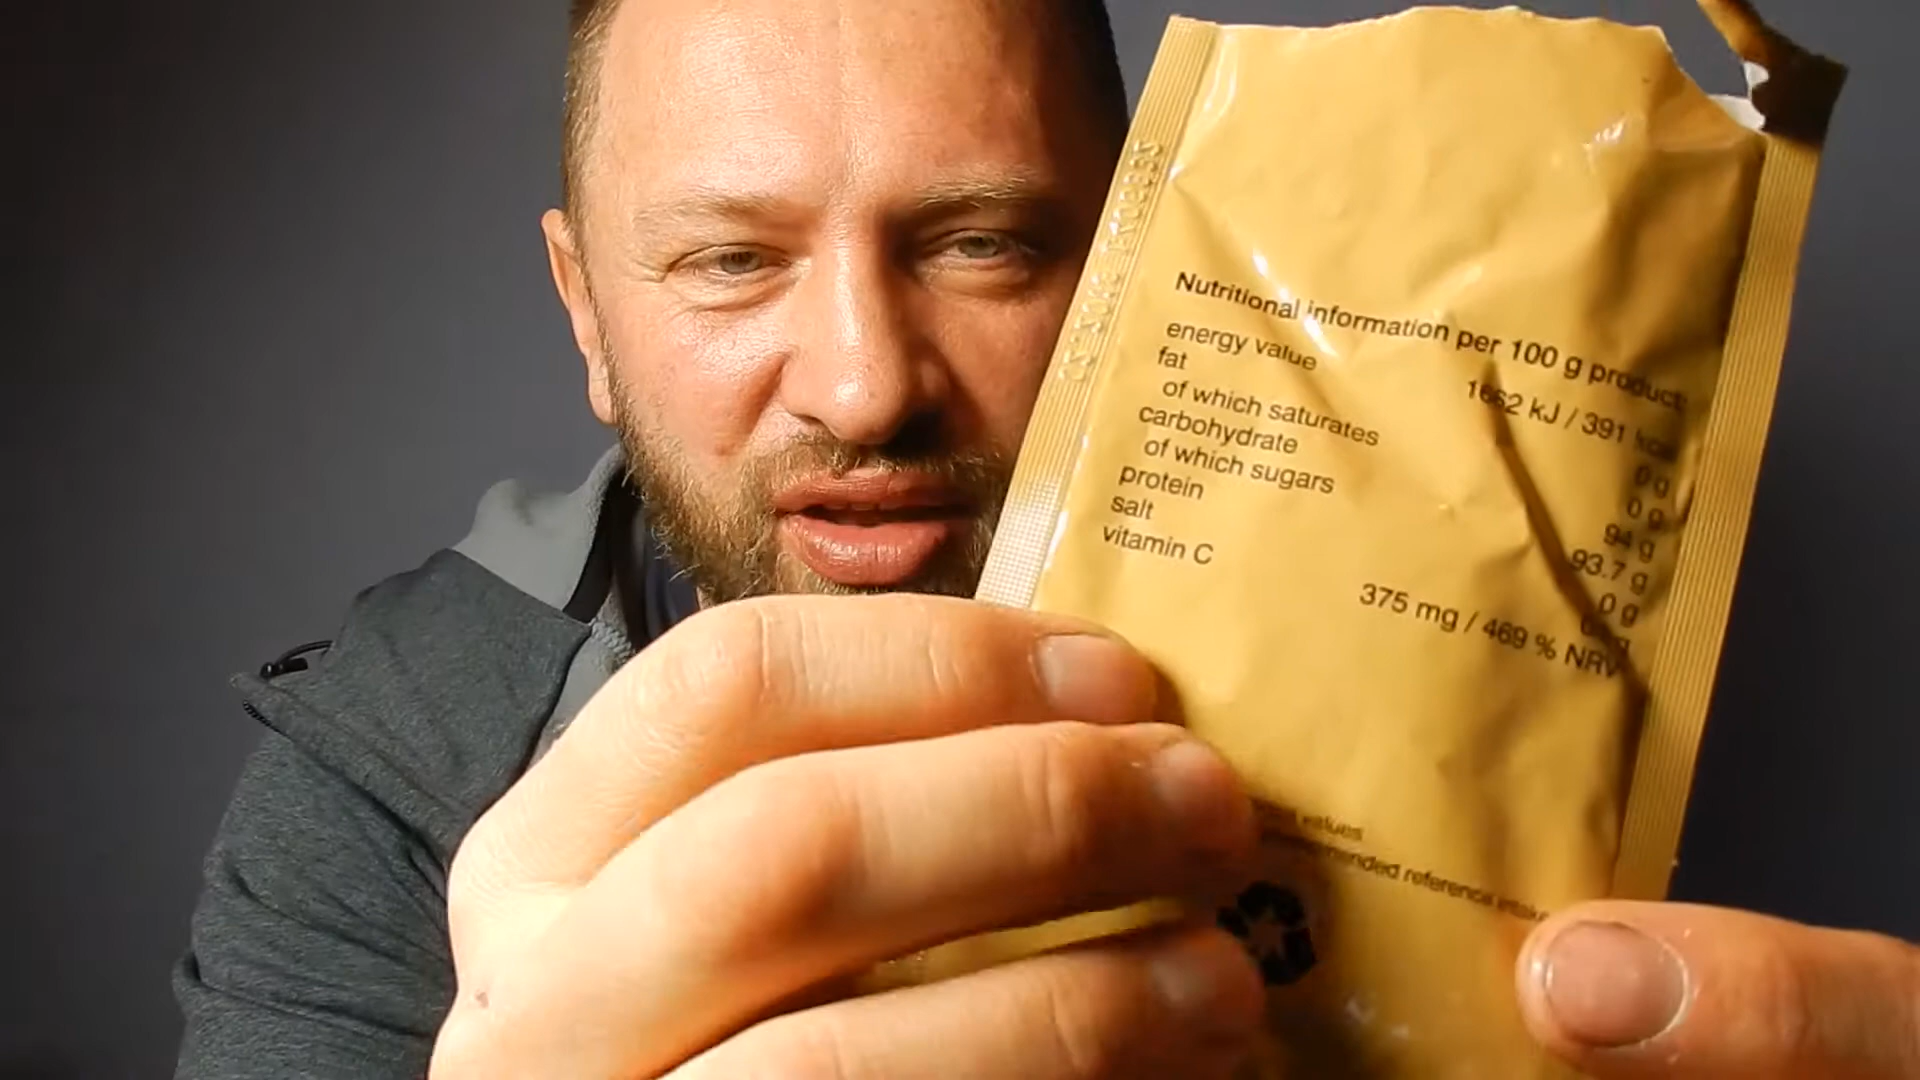 Nutritional information per 100 g product:
energy value 1662 kJ / 391 kcal
fat 0 g
of which saturates 0 g
carbohydrate 94 g
of which sugars 93.7 g
protein 0 g
salt
vitamin C 375 mg / 469 % NRV
values
reference intake